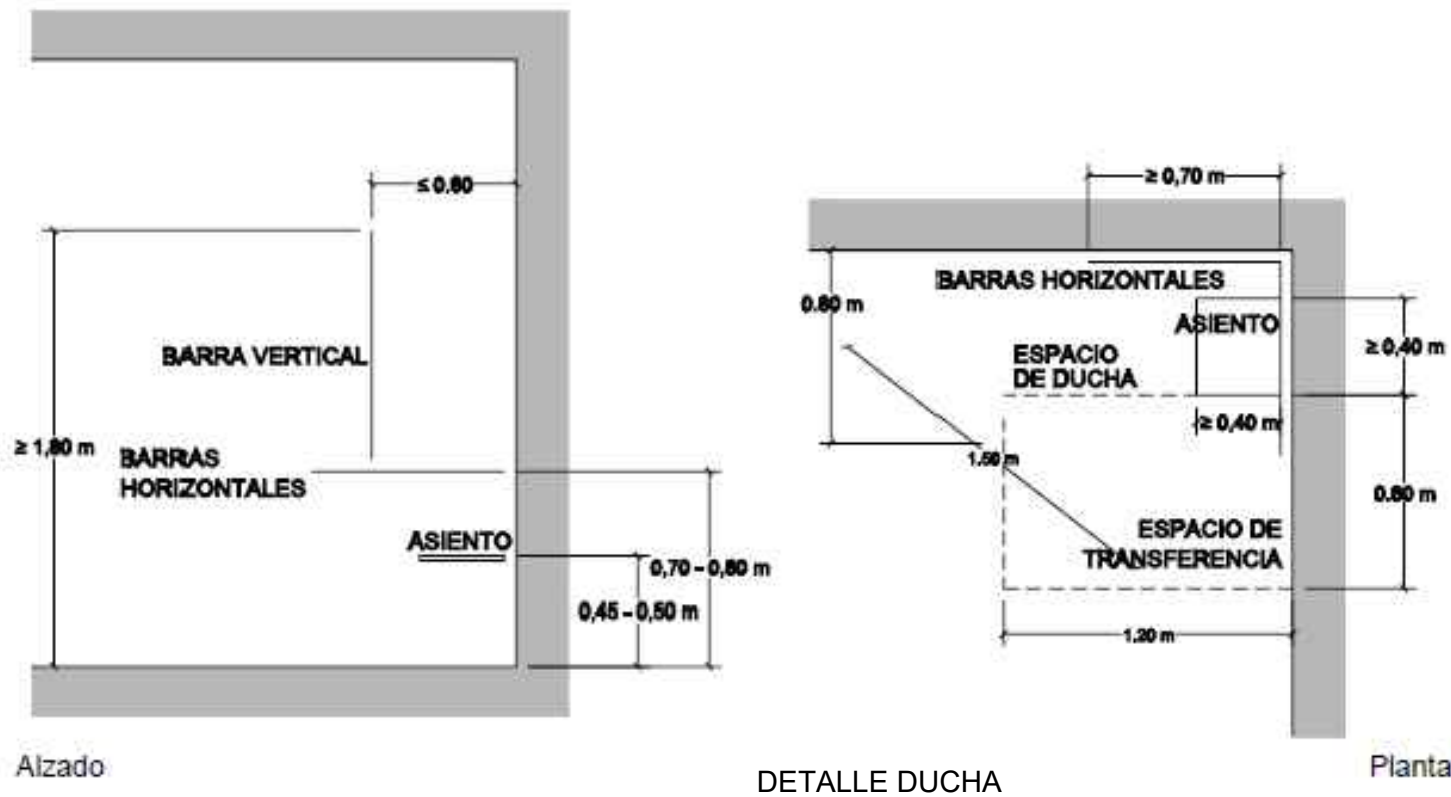 ≤ 0.60
BARRA VERTICAL
≥ 1,80 m
BARRAS
HORIZONTALES
ASIENTO
0,70 - 0,80 m
0,45 - 0,50 m
Alzado
≥ 0,70 m
BARRAS HORIZONTALES
0.80 m
ASIENTO
≥ 0,40 m
ESPACIO
DE DUCHA
≥ 0,40 m
1.50 m
0.80 m
ESPACIO DE
TRANSFERENCIA
1.20 m
Planta
DETALLE DUCHA